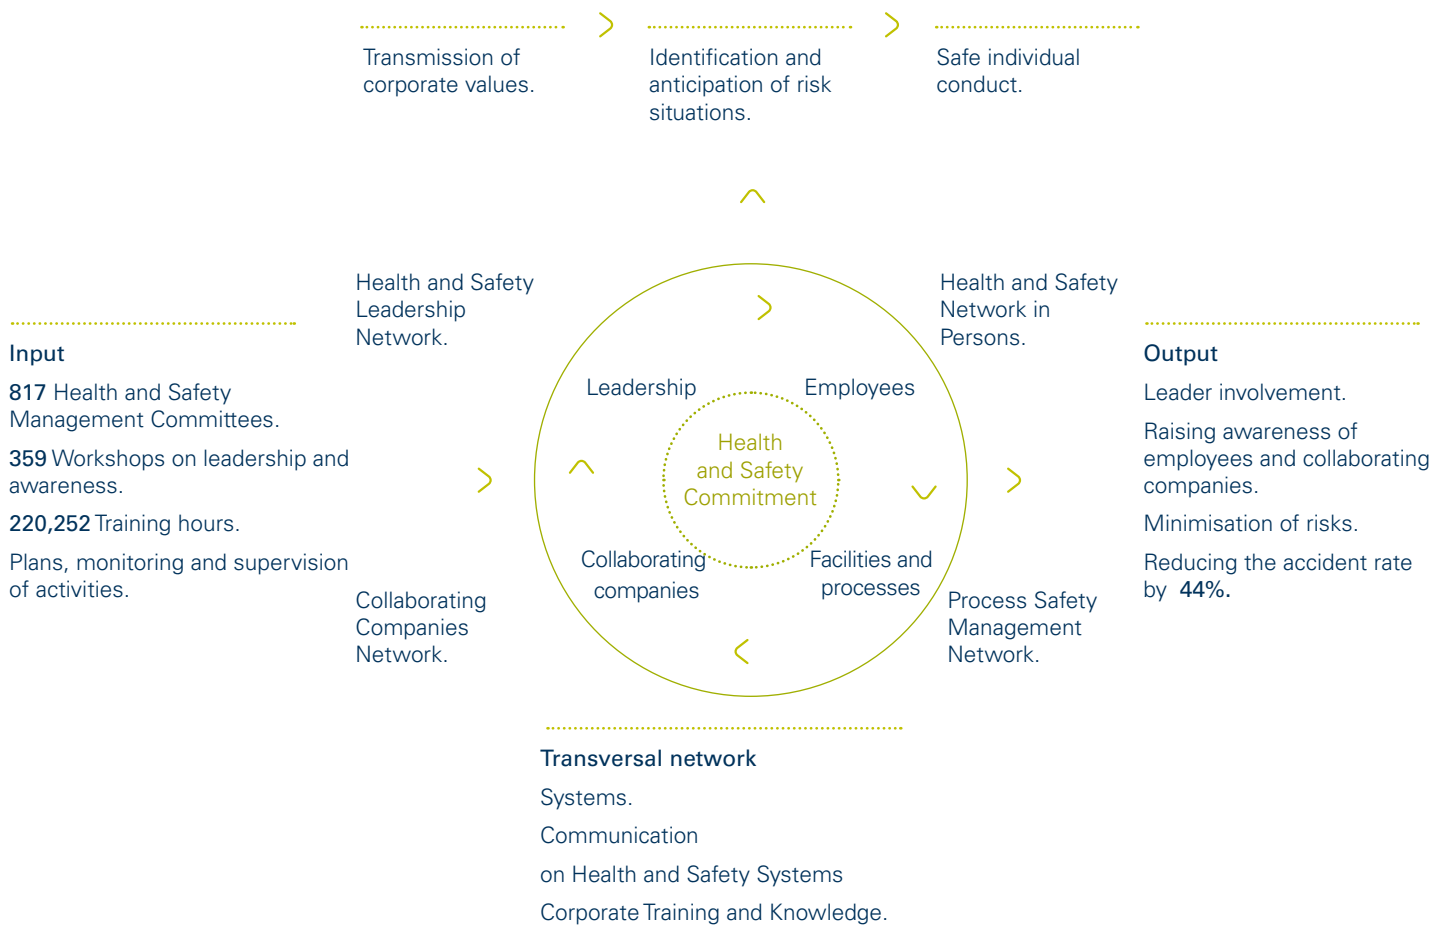 Transmission of
corporate values.
Identification and
anticipation of risk
situations.
Safe individual
conduct.
Health and Safety
Leadership
Network.
Health and Safety
Network in
Persons.
Input
817 Health and Safety
Management Committees.
359 Workshops on leadership and
awareness.
220,252 Training hours.
Plans, monitoring and supervision
of activities.
Leadership
Employees
Health
and Safety
Commitment
Collaborating
companies
Facilities and
processes
Output
Leader involvement.
Raising awareness of
employees and collaborating
companies.
Minimisation of risks.
Reducing the accident rate
by 44%.
Collaborating
Companies
Network.
Process Safety
Management
Network.
Transversal network
Systems.
Communication
on Health and Safety Systems
Corporate Training and Knowledge.